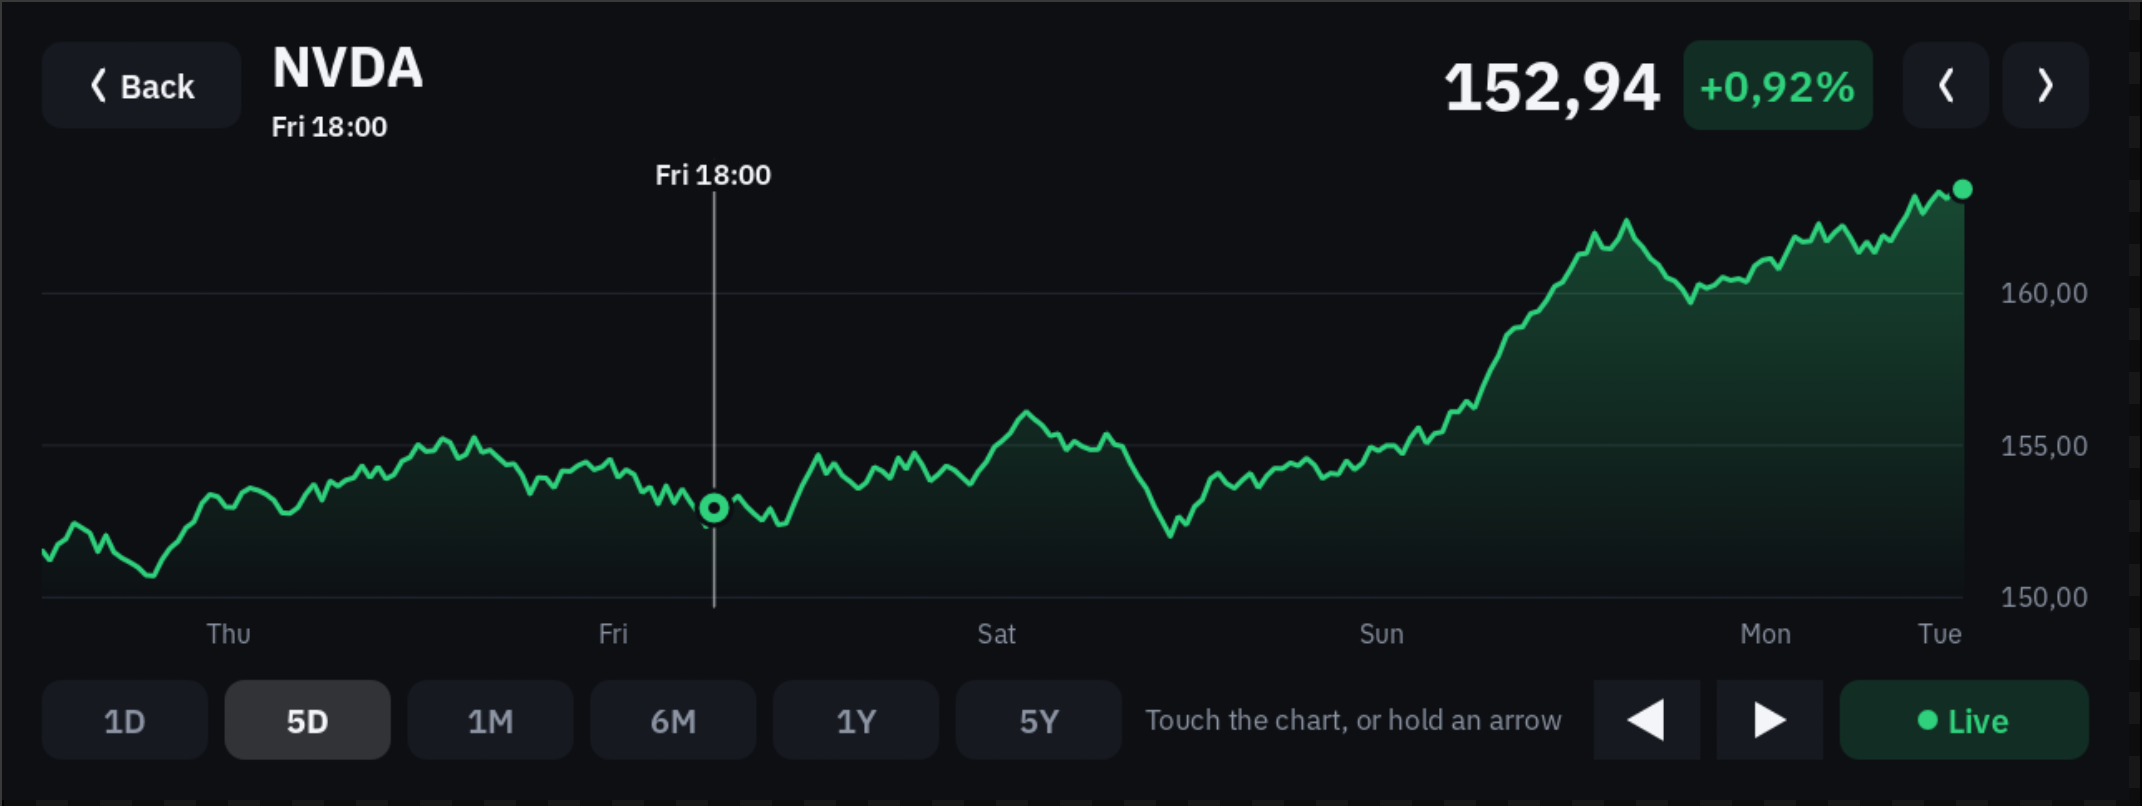 Back
NVDA
Fri 18:00
152,94
+0,92%
Fri 18:00
160,00
155,00
150,00
Thu Fri Sat Sun Mon Tue
1D 5D 1M 6M 1Y 5Y Touch the chart, or hold an arrow Live